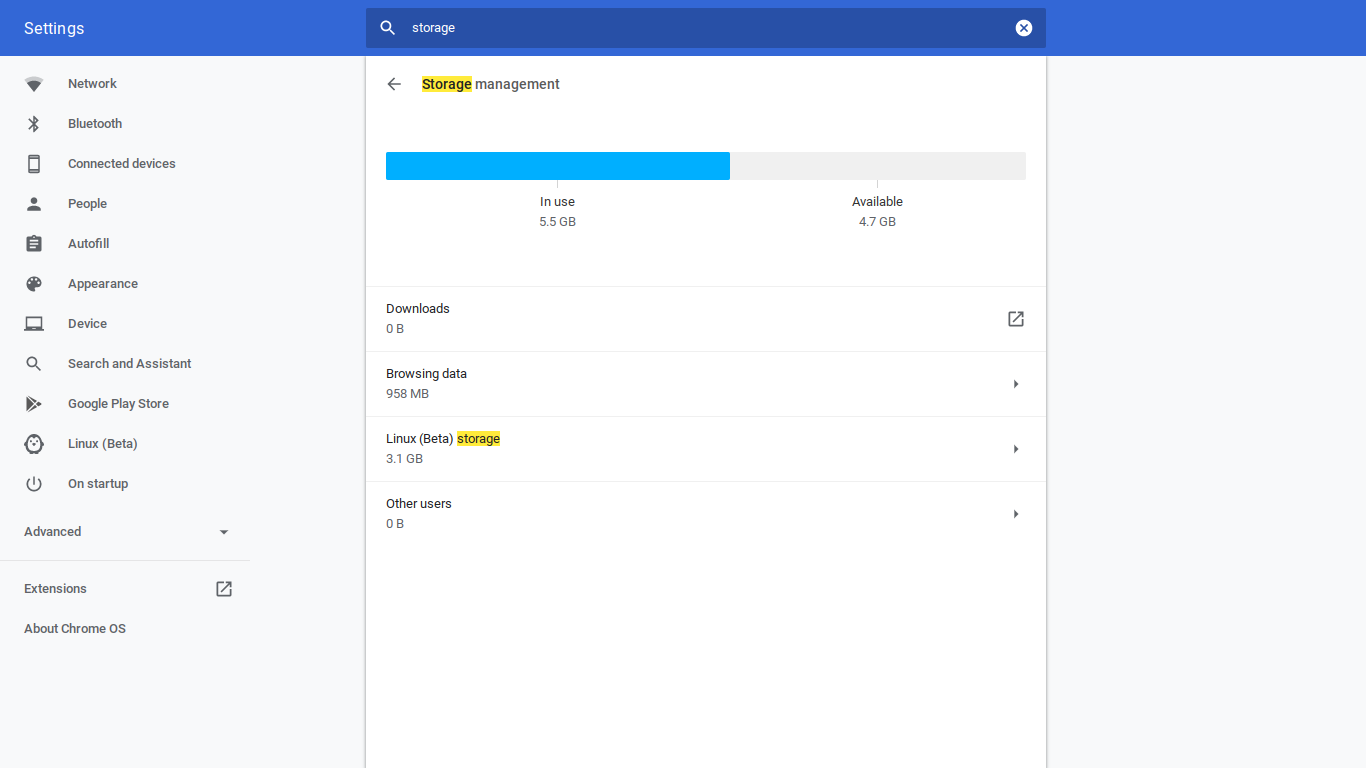 Settings
storage
Network
Bluetooth
Connected devices
People
Autofill
Appearance
Device
Search and Assistant
Google Play Store
Linux (Beta)
On startup
Advanced
Extensions
About Chrome OS
Storage management
In use
5.5 GB
Available
4.7 GB
Downloads
0 B
Browsing data
958 MB
Linux (Beta) storage
3.1 GB
Other users
0 B